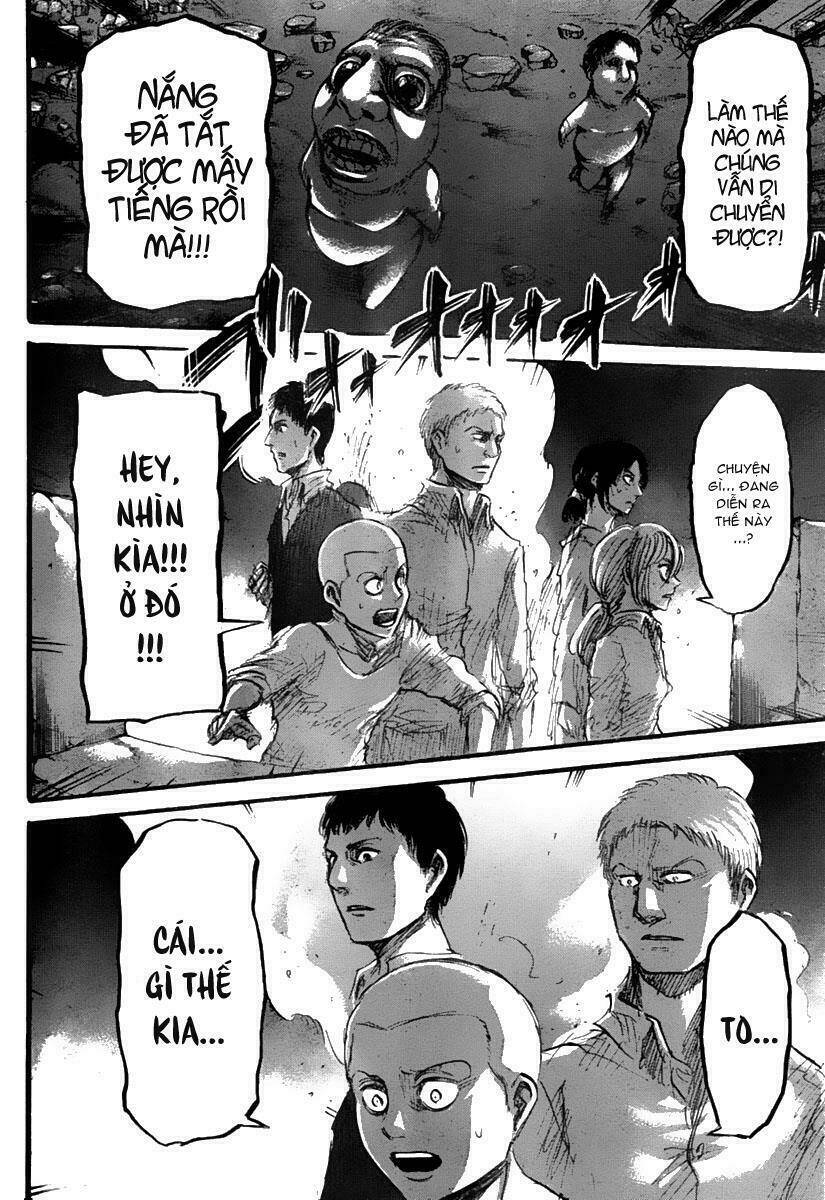 LÀM THẾ
NÀO MÀ
CHÚNG
VẪN DI
CHUYỂN
ĐƯỢC?!
NẮNG
ĐÃ TẮT
ĐƯỢC MẤY
TIẾNG RỒI
MÀ!!!
CHUYỆN
GÌ... ĐANG
DIỄN RA
THẾ NÀY
...?
HEY,
NHÌN
KÌA!!!
Ở ĐÓ
!!!
TO...
CÁI...
GÌ THẾ
KIA...